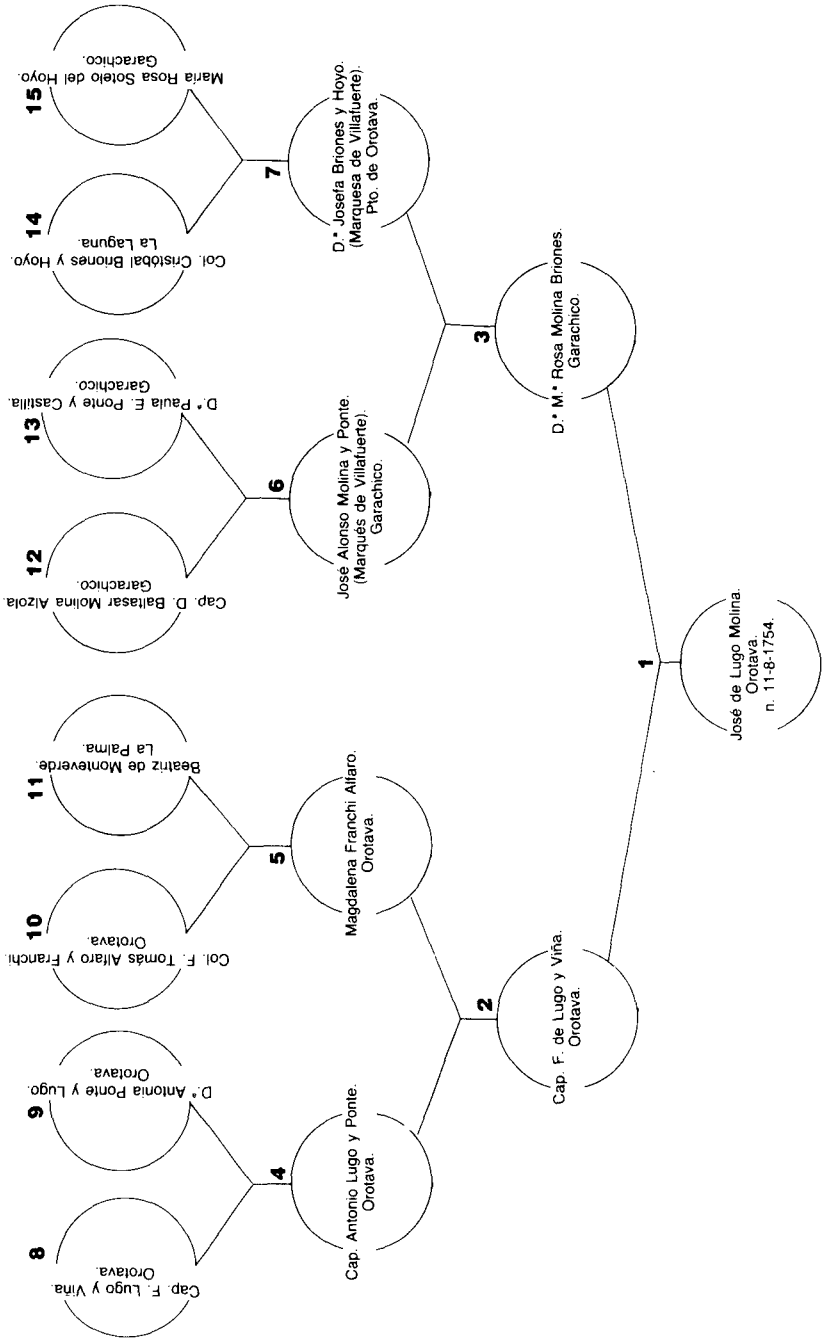 8
Cap. F. Lugo y Viña.
Orotava.
9
D.ª Antonia Ponte y Lugo.
Orotava.
10
Col. F. Tomás Alfaro y Franchi.
Orotava.
11
Beatriz de Monteverde.
La Palma.
12
Cap. D. Baltasar Molina Alzola.
Garachico.
13
D.ª Paula E. Ponte y Castilla.
Garachico.
14
Col. Cristóbal Briones y Hoyo.
La Laguna.
15
María Rosa Sotelo del Hoyo.
Garachico.
4
Cap. Antonio Lugo y Ponte.
Orotava.
5
Magdalena Franchi Alfaro.
Orotava.
6
José Alonso Molina y Ponte.
(Marqués de Villafuerte).
Garachico.
7
D.ª Josefa Briones y Hoyo.
(Marquesa de Villafuerte).
Pto. de Orotava.
2
Cap. F. de Lugo y Viña.
Orotava.
3
D.ª M.ª Rosa Molina Briones.
Garachico.
1
José de Lugo Molina.
Orotava.
n. 11-8-1754.